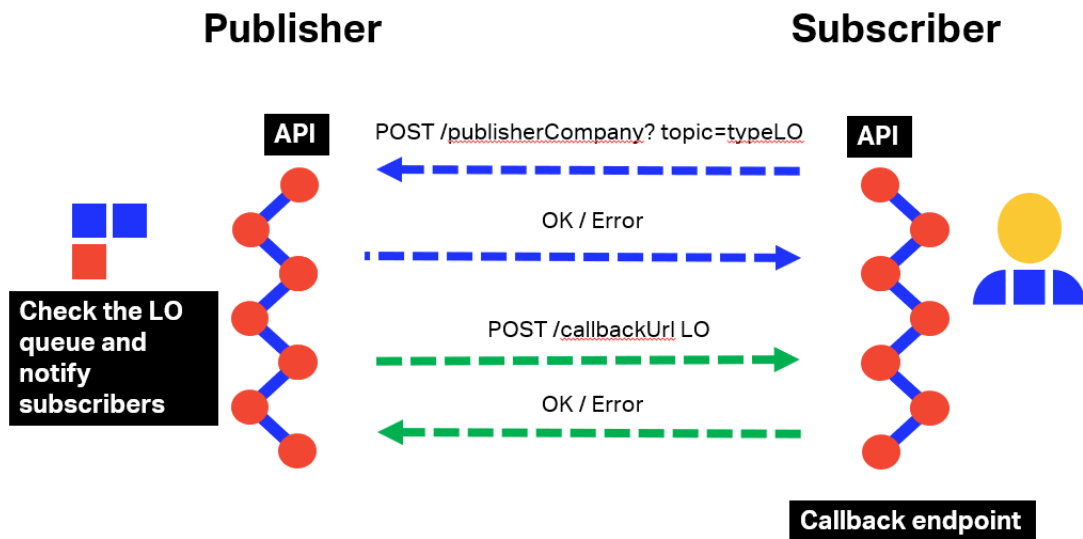 Publisher
Subscriber
API
POST /publisherCompany? topic=typeLO
API
OK / Error
Check the LO
queue and
notify
subscribers
POST /callbackUrl LO
OK / Error
Callback endpoint